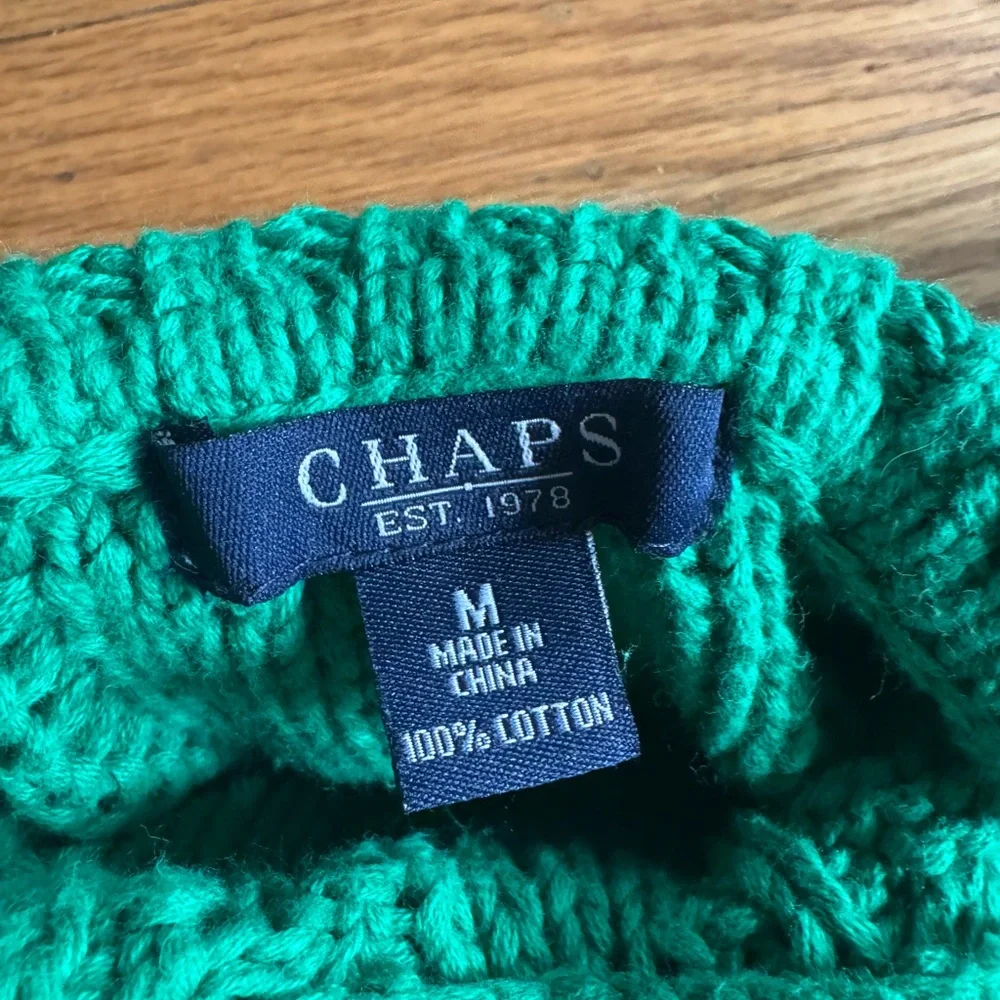 CHAPS
EST. 1978
M
MADE IN
CHINA
100% COTTON